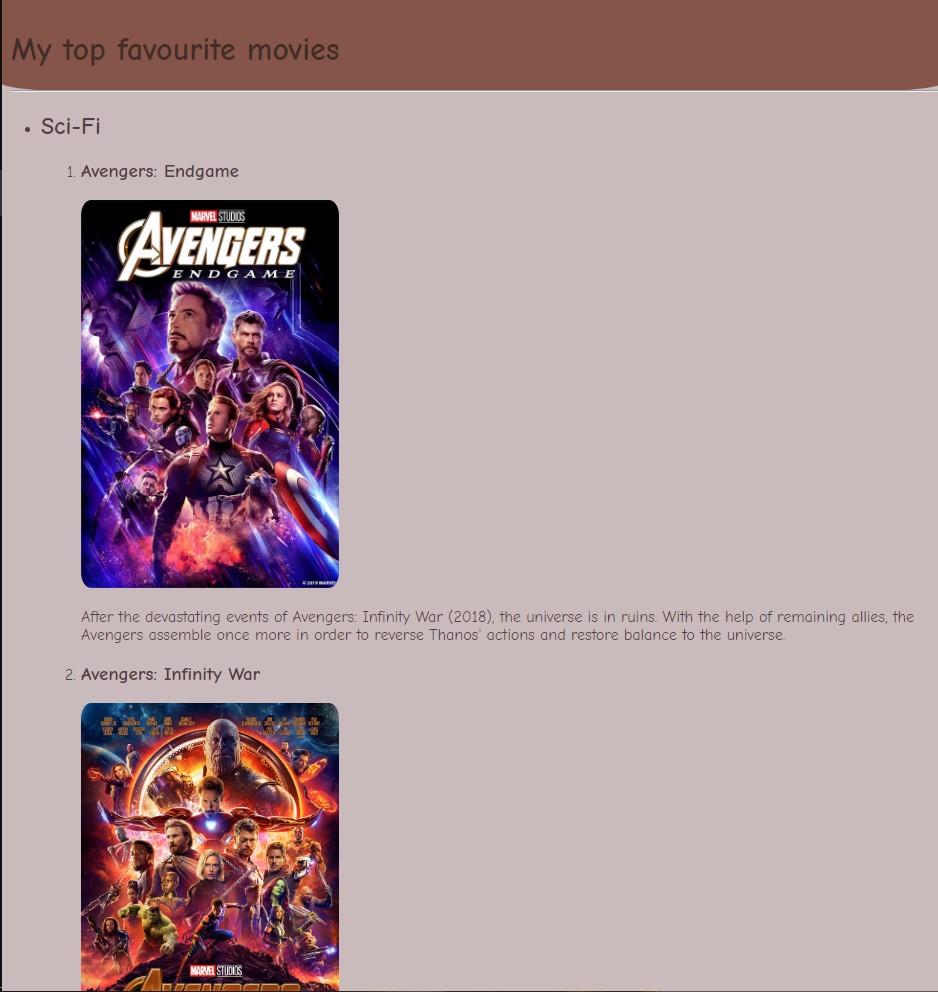 My top favourite movies
• Sci-Fi
1. Avengers: Endgame
MARVEL STUDIOS
AVENGERS
ENDGAME
© 2019 MARVEL
After the devastating events of Avengers: Infinity War (2018), the universe is in ruins. With the help of remaining allies, the
Avengers assemble once more in order to reverse Thanos' actions and restore balance to the universe.
2. Avengers: Infinity War
MARVEL STUDIOS
AVENGERS